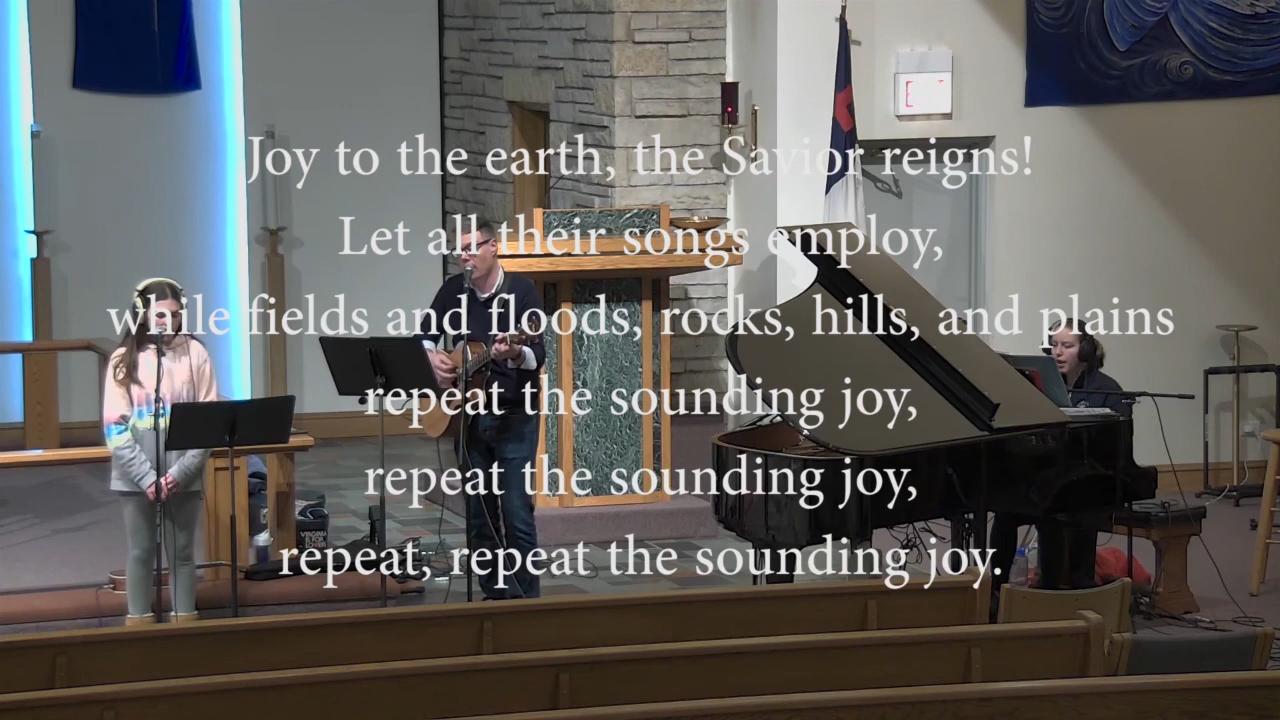 Joy to the earth, the Savior reigns!
Let all their songs employ,
while fields and floods, rocks, hills, and plains
repeat the sounding joy,
repeat the sounding joy,
repeat, repeat the sounding joy.